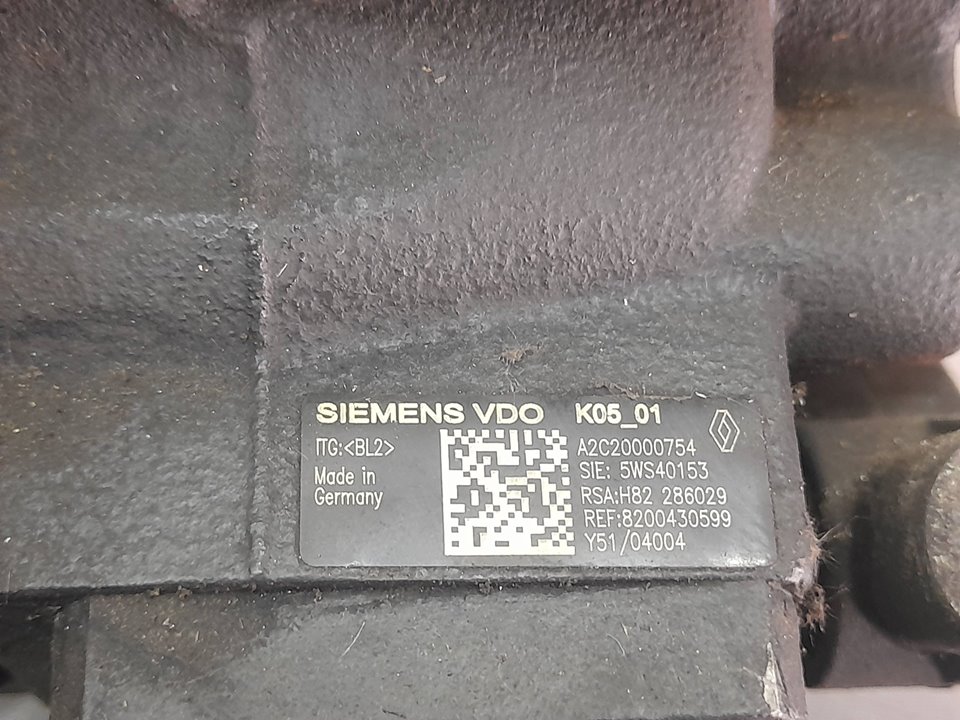 SIEMENS VDO K05_01
ITG:<BL2>
Made in
Germany
A2C20000754
SIE: 5WS40153
RSA:H82 286029
REF:8200430599
Y51/04004